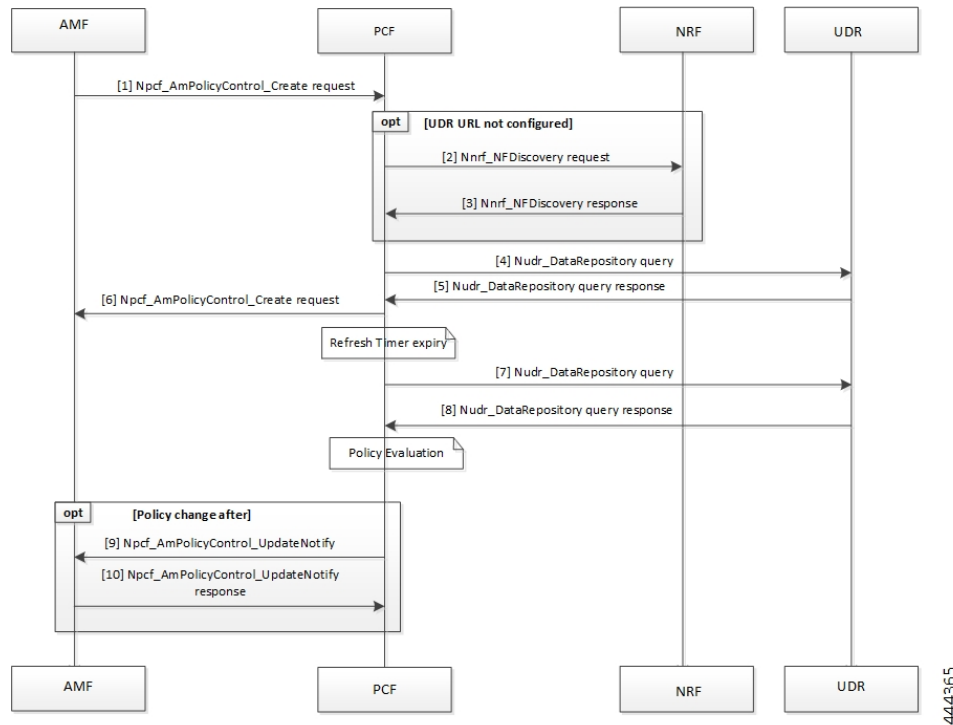 AMF
PCF
NRF
UDR
[1] Npcf_AmPolicyControl_Create request
opt
[UDR URL not configured]
[2] Nnrf_NFDiscovery request
[3] Nnrf_NFDiscovery response
[4] Nudr_DataRepository query
[5] Nudr_DataRepository query response
[6] Npcf_AmPolicyControl_Create request
Refresh Timer expiry
[7] Nudr_DataRepository query
[8] Nudr_DataRepository query response
Policy Evaluation
opt
[Policy change after]
[9] Npcf_AmPolicyControl_UpdateNotify
[10] Npcf_AmPolicyControl_UpdateNotify
response
AMF
PCF
NRF
UDR
444365